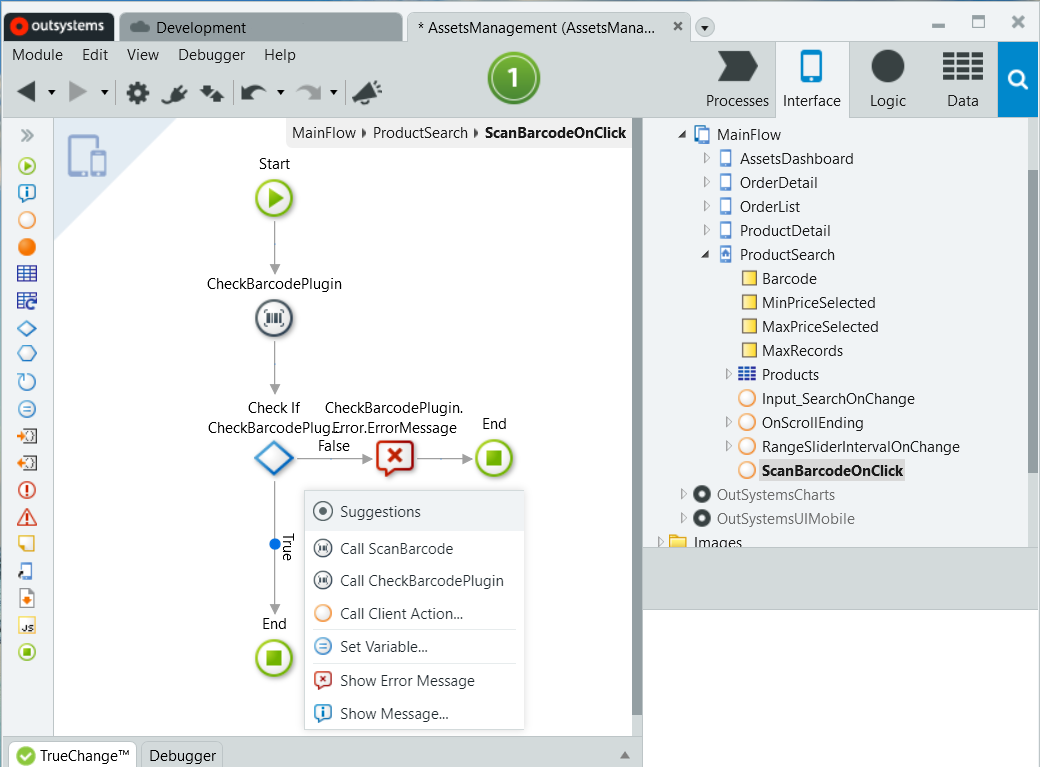 outsystems
Development
* AssetsManagement (AssetsMana...
Module Edit View Debugger Help
1
Processes
Interface
Logic
Data
MainFlow ProductSearch ScanBarcodeOnClick
Start
CheckBarcodePlugin
Check If
CheckBarcodePlug...
CheckBarcodePlugin.
Error.ErrorMessage
False
End
True
End
Suggestions
Call ScanBarcode
Call CheckBarcodePlugin
Call Client Action...
Set Variable...
Show Error Message
Show Message...
JS
MainFlow
AssetsDashboard
OrderDetail
OrderList
ProductDetail
ProductSearch
Barcode
MinPriceSelected
MaxPriceSelected
MaxRecords
Products
Input_SearchOnChange
OnScrollEnding
RangeSliderIntervalOnChange
ScanBarcodeOnClick
OutSystemsCharts
OutSystemsUIMobile
Images
TrueChange™
Debugger